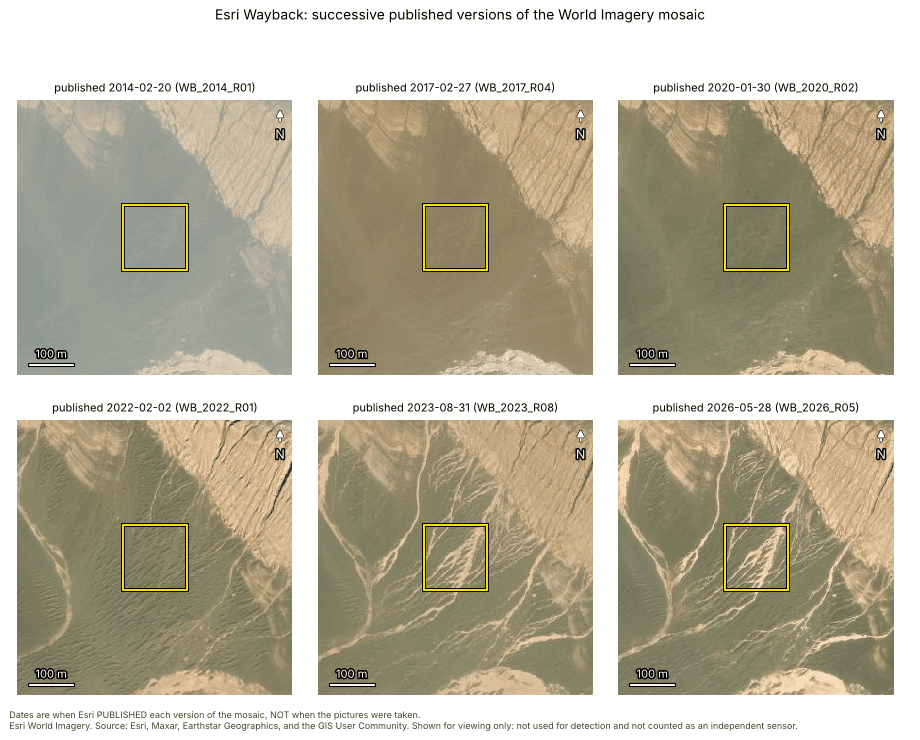 Esri Wayback: successive published versions of the World Imagery mosaic
published 2014-02-20 (WB_2014_R01)
published 2017-02-27 (WB_2017_R04)
published 2020-01-30 (WB_2020_R02)
N
N
N
100 m
100 m
100 m
published 2022-02-02 (WB_2022_R01)
published 2023-08-31 (WB_2023_R08)
published 2026-05-28 (WB_2026_R05)
N
N
N
100 m
100 m
100 m
Dates are when Esri PUBLISHED each version of the mosaic, NOT when the pictures were taken.
Esri World Imagery. Source: Esri, Maxar, Earthstar Geographics, and the GIS User Community. Shown for viewing only: not used for detection and not counted as an independent sensor.